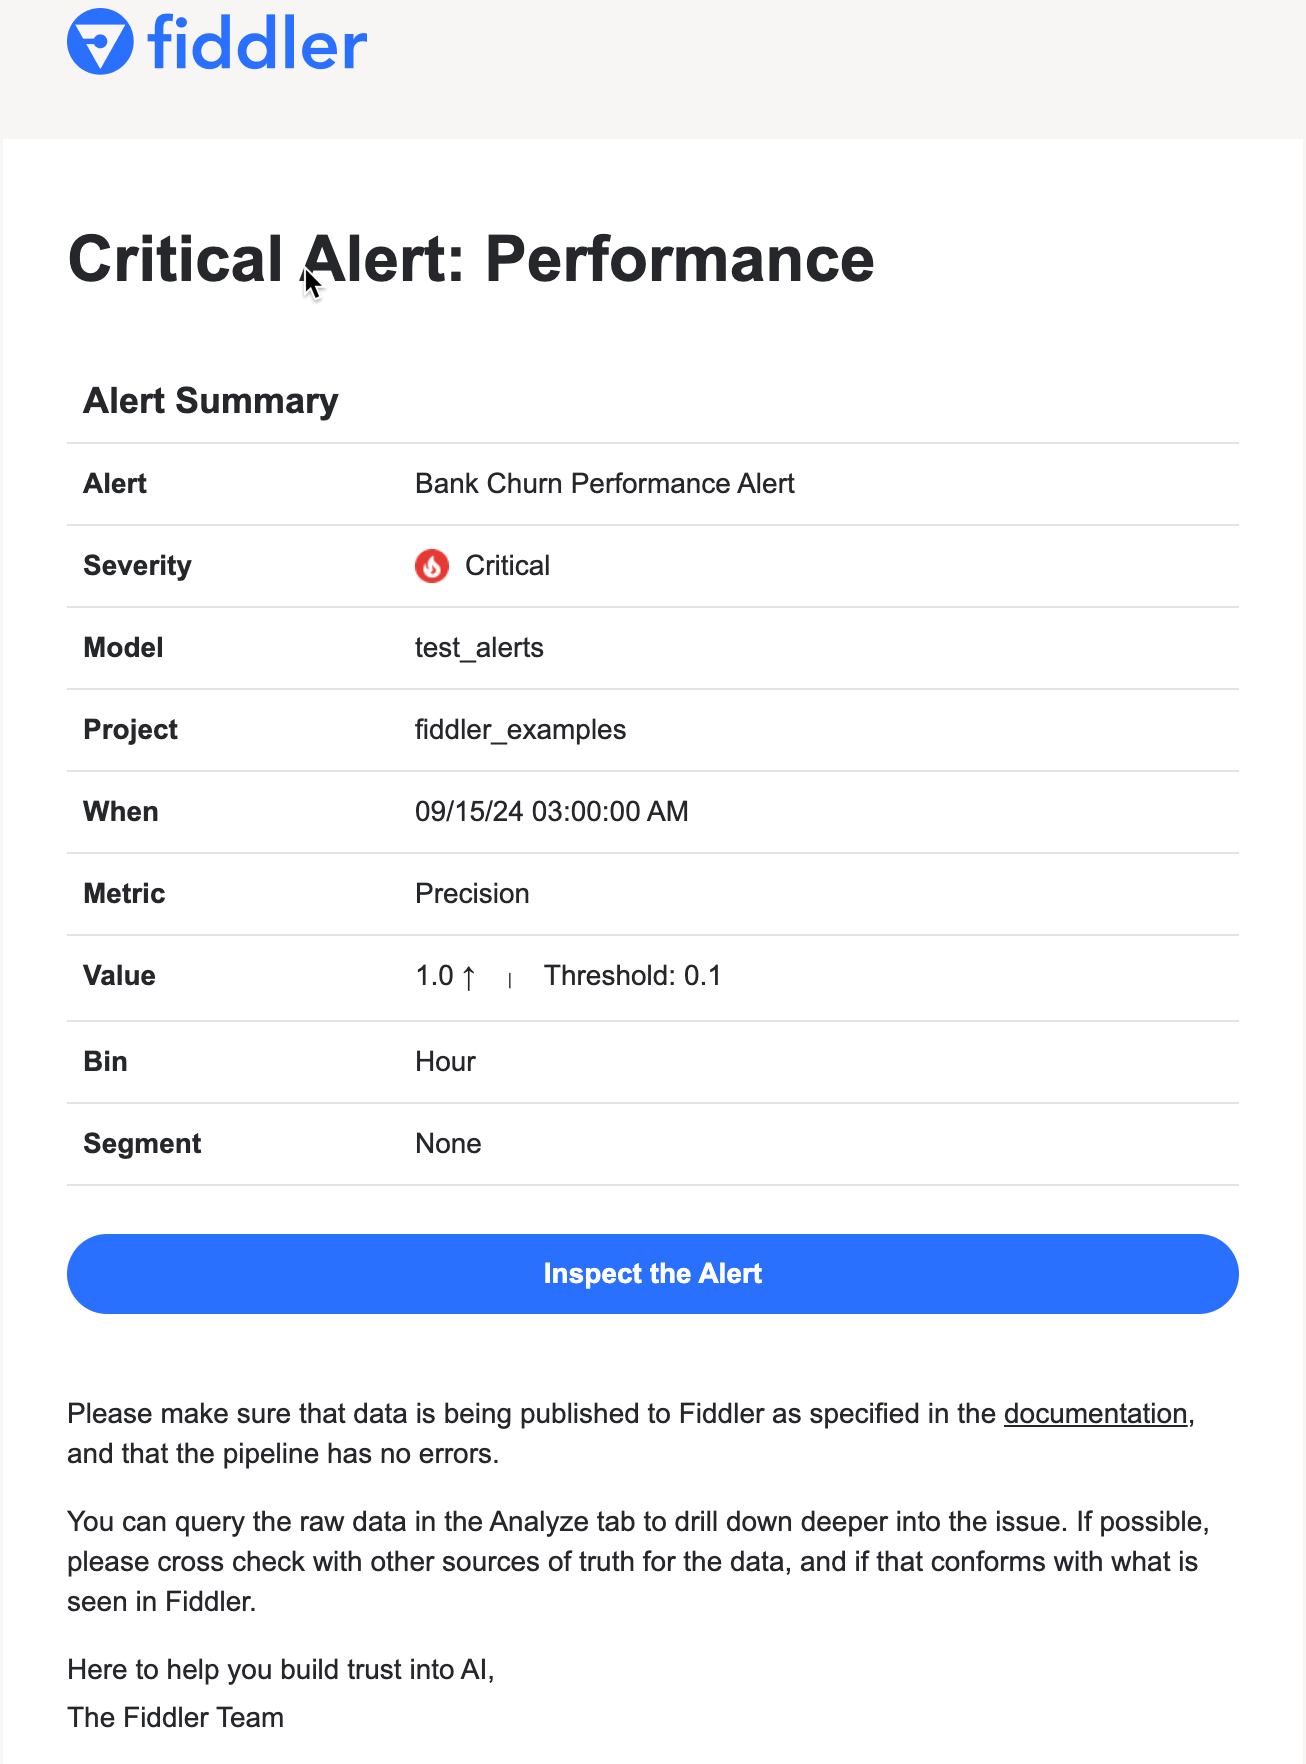 fiddler
Critical Alert: Performance
Alert Summary
Alert Bank Churn Performance Alert
Severity Critical
Model test_alerts
Project fiddler_examples
When 09/15/24 03:00:00 AM
Metric Precision
Value 1.0 ↑ | Threshold: 0.1
Bin Hour
Segment None
Inspect the Alert
Please make sure that data is being published to Fiddler as specified in the documentation,
and that the pipeline has no errors.
You can query the raw data in the Analyze tab to drill down deeper into the issue. If possible,
please cross check with other sources of truth for the data, and if that conforms with what is
seen in Fiddler.
Here to help you build trust into AI,
The Fiddler Team